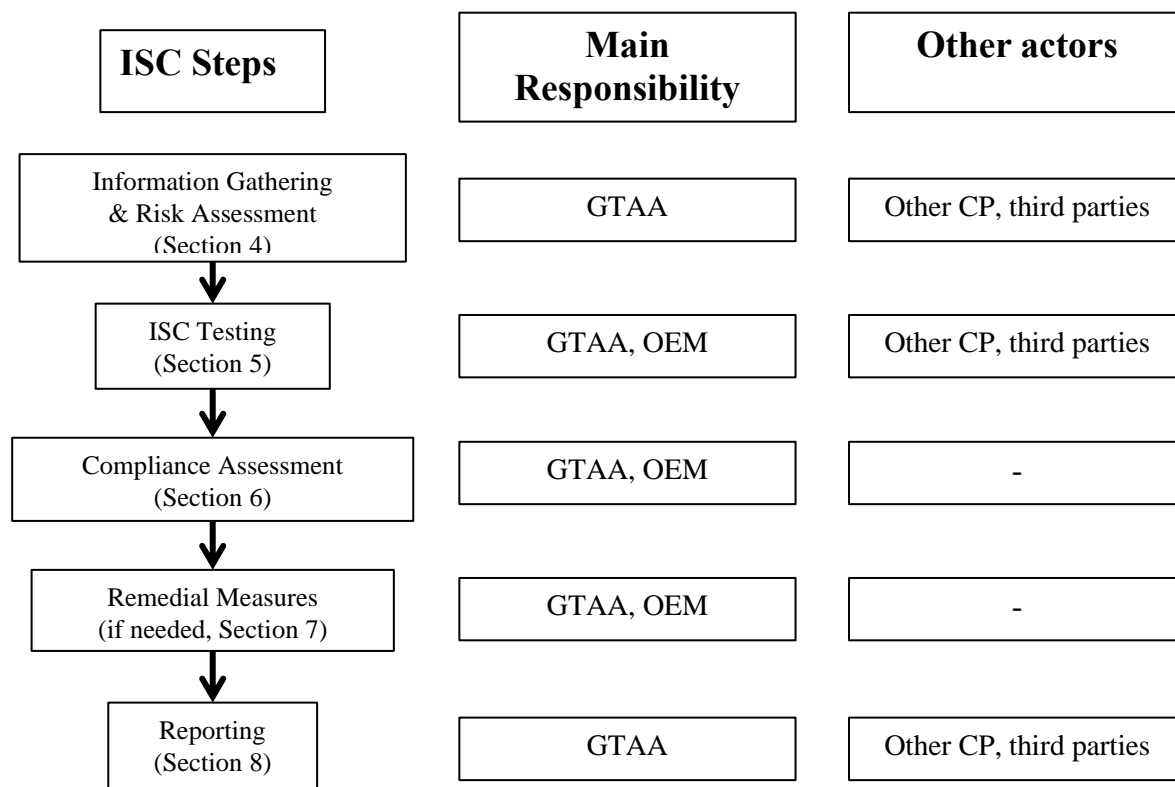 ISC Steps
Main
Responsibility
Other actors
Information Gathering
& Risk Assessment
(Section 4)
GTAA
Other CP, third parties
ISC Testing
(Section 5)
GTAA, OEM
Other CP, third parties
Compliance Assessment
(Section 6)
GTAA, OEM
-
Remedial Measures
(if needed, Section 7)
GTAA, OEM
-
Reporting
(Section 8)
GTAA
Other CP, third parties